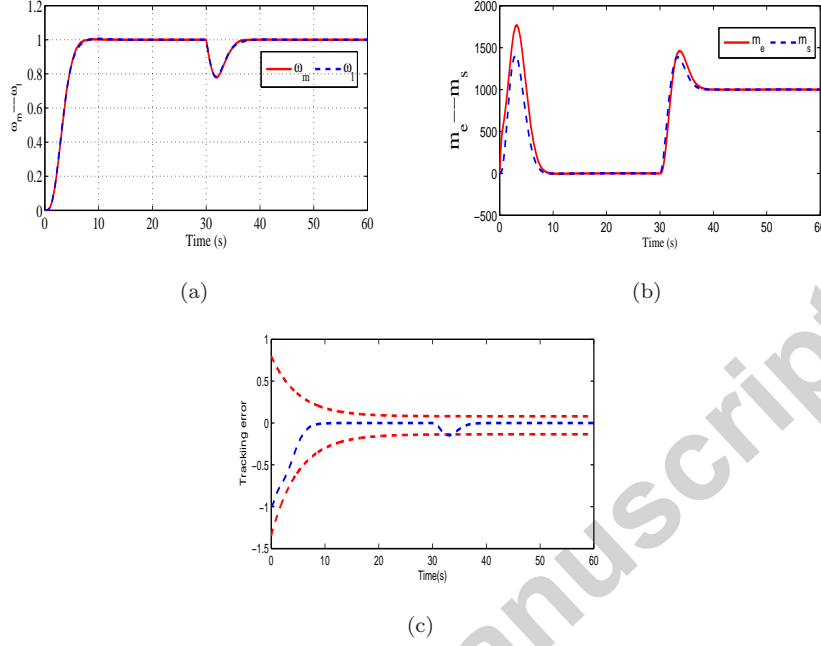 1.2
1
0.8
0.6
0.4
0.2
0
ω_m—ω_l
ω_m ω_l
0 10 20 30 40 50 60
Time (s)
(a)
2000
1500
1000
500
0
−500
m_e—m_s
m_e m_s
0 10 20 30 40 50 60
Time (s)
(b)
1
0.5
0
−0.5
−1
−1.5
Trackiing error
0 10 20 30 40 50 60
Time(s)
(c)
anuscript